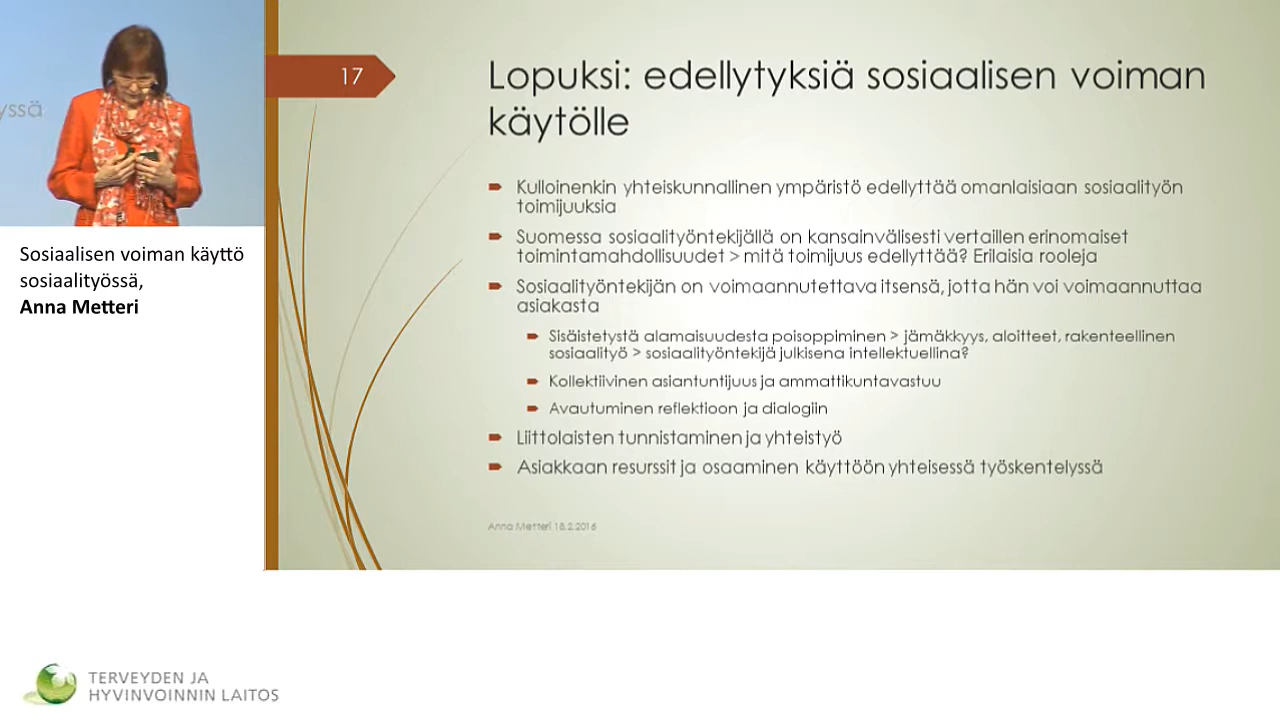 yssä
Sosiaalisen voiman käyttö
sosiaalityössä,
Anna Metteri
17
Lopuksi: edellytyksiä sosiaalisen voiman
käytölle
Kulloinenkin yhteiskunnallinen ympäristö edellyttää omanlaisiaan sosiaalityön
toimijuuksia
Suomessa sosiaalityöntekijällä on kansainvälisesti vertaillen erinomaiset
toimintamahdollisuudet > mitä toimijuus edellyttää? Erilaisia rooleja
Sosiaalityöntekijän on voimaannutettava itsensä, jotta hän voi voimaannuttaa
asiakasta
Sisäistetystä alamaisuudesta poisoppiminen > jämäkkyys, aloitteet, rakenteellinen
sosiaalityö > sosiaalityöntekijä julkisena intellektuellina?
Kollektiivinen asiantuntijuus ja ammattikuntavastuu
Avautuminen reflektioon ja dialogiin
Liittolaisten tunnistaminen ja yhteistyö
Asiakkaan resurssit ja osaaminen käyttöön yhteisessä työskentelyssä
Anna Metteri 18.2.2016
TERVEYDEN JA
HYVINVOINNIN LAITOS